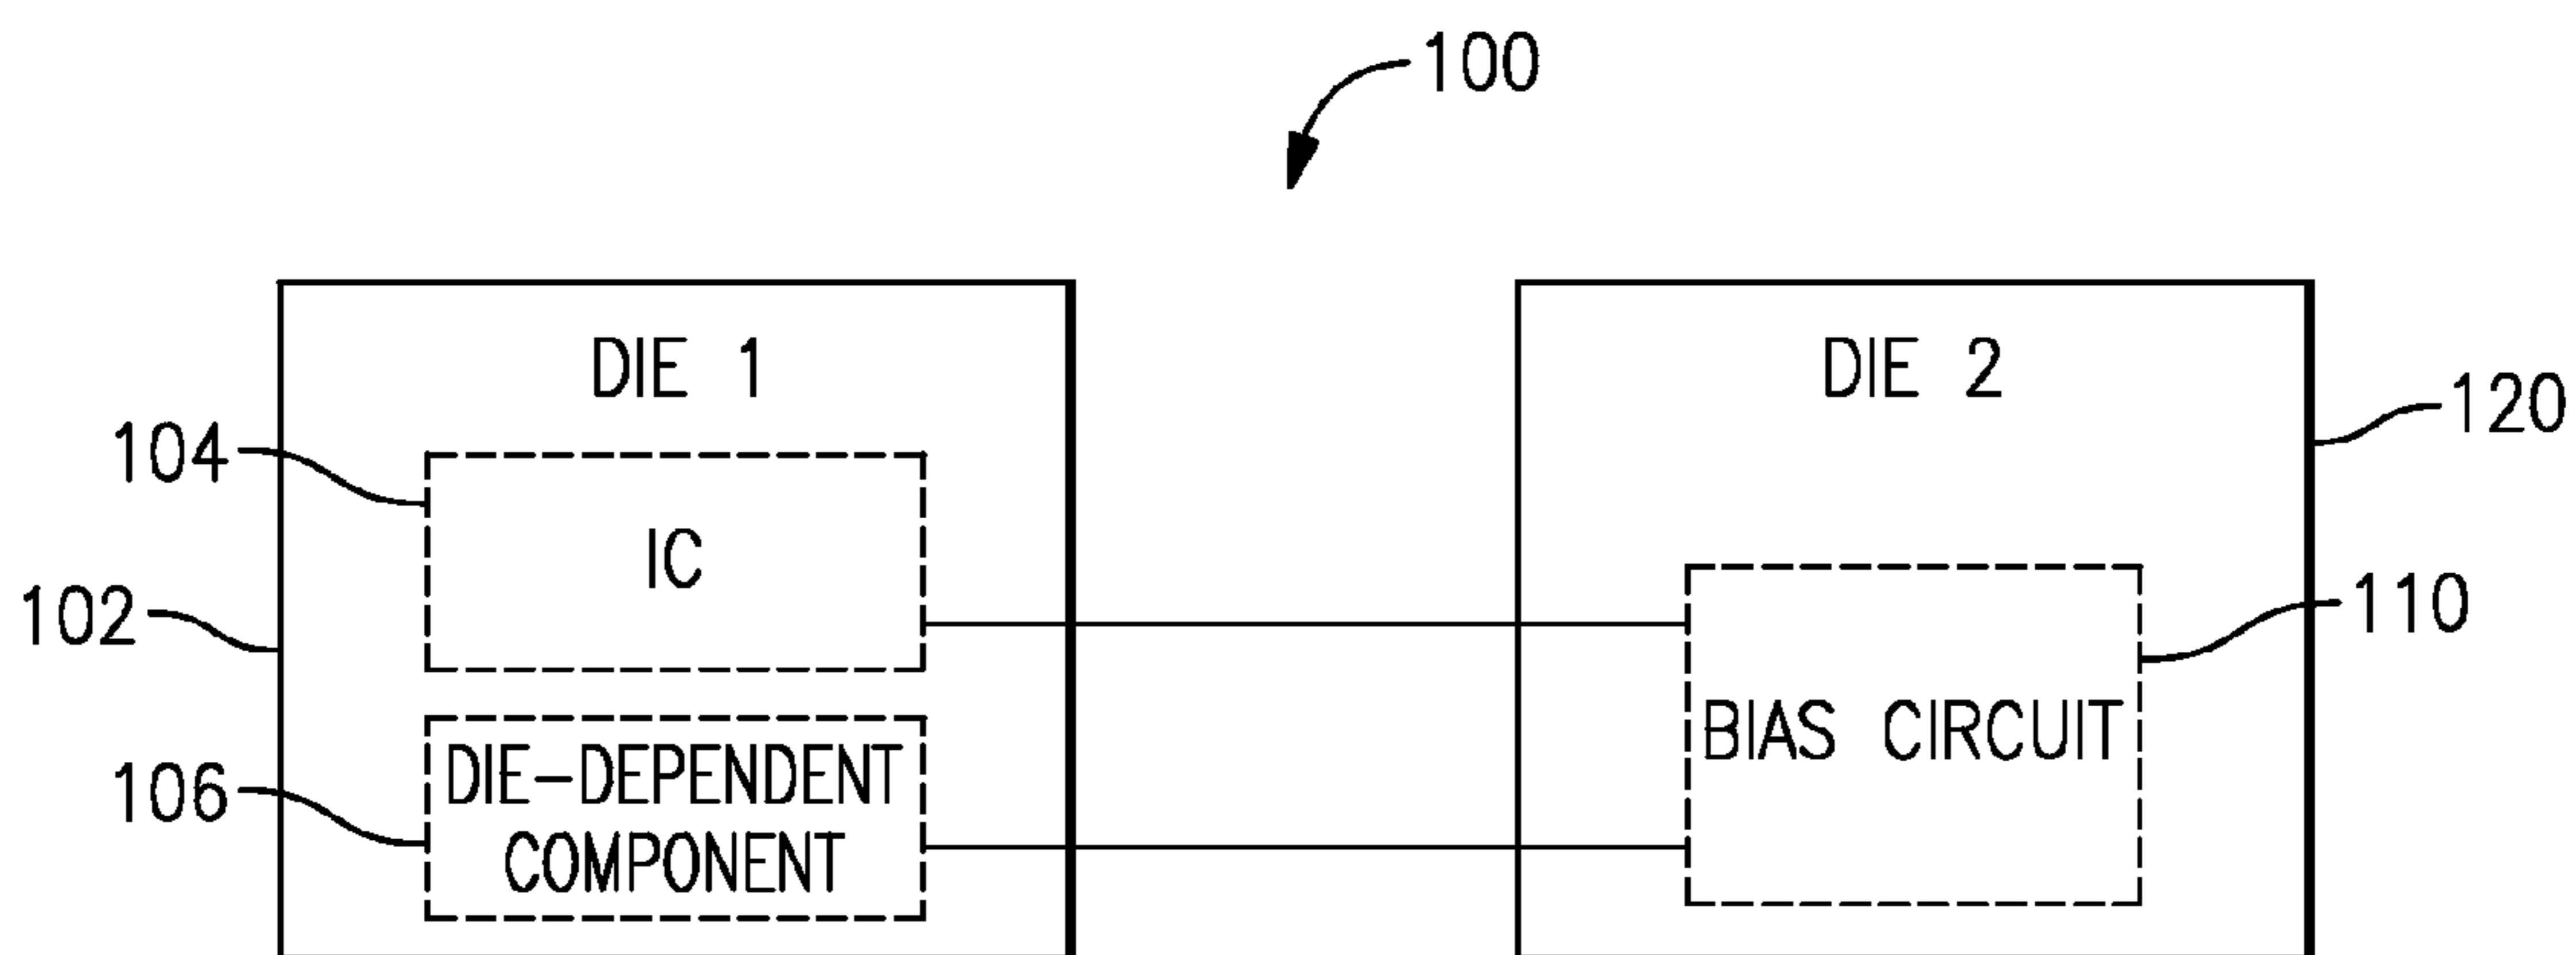 100
DIE 1
DIE 2
120
104
IC
102
110
BIAS CIRCUIT
106
DIE-DEPENDENT
COMPONENT